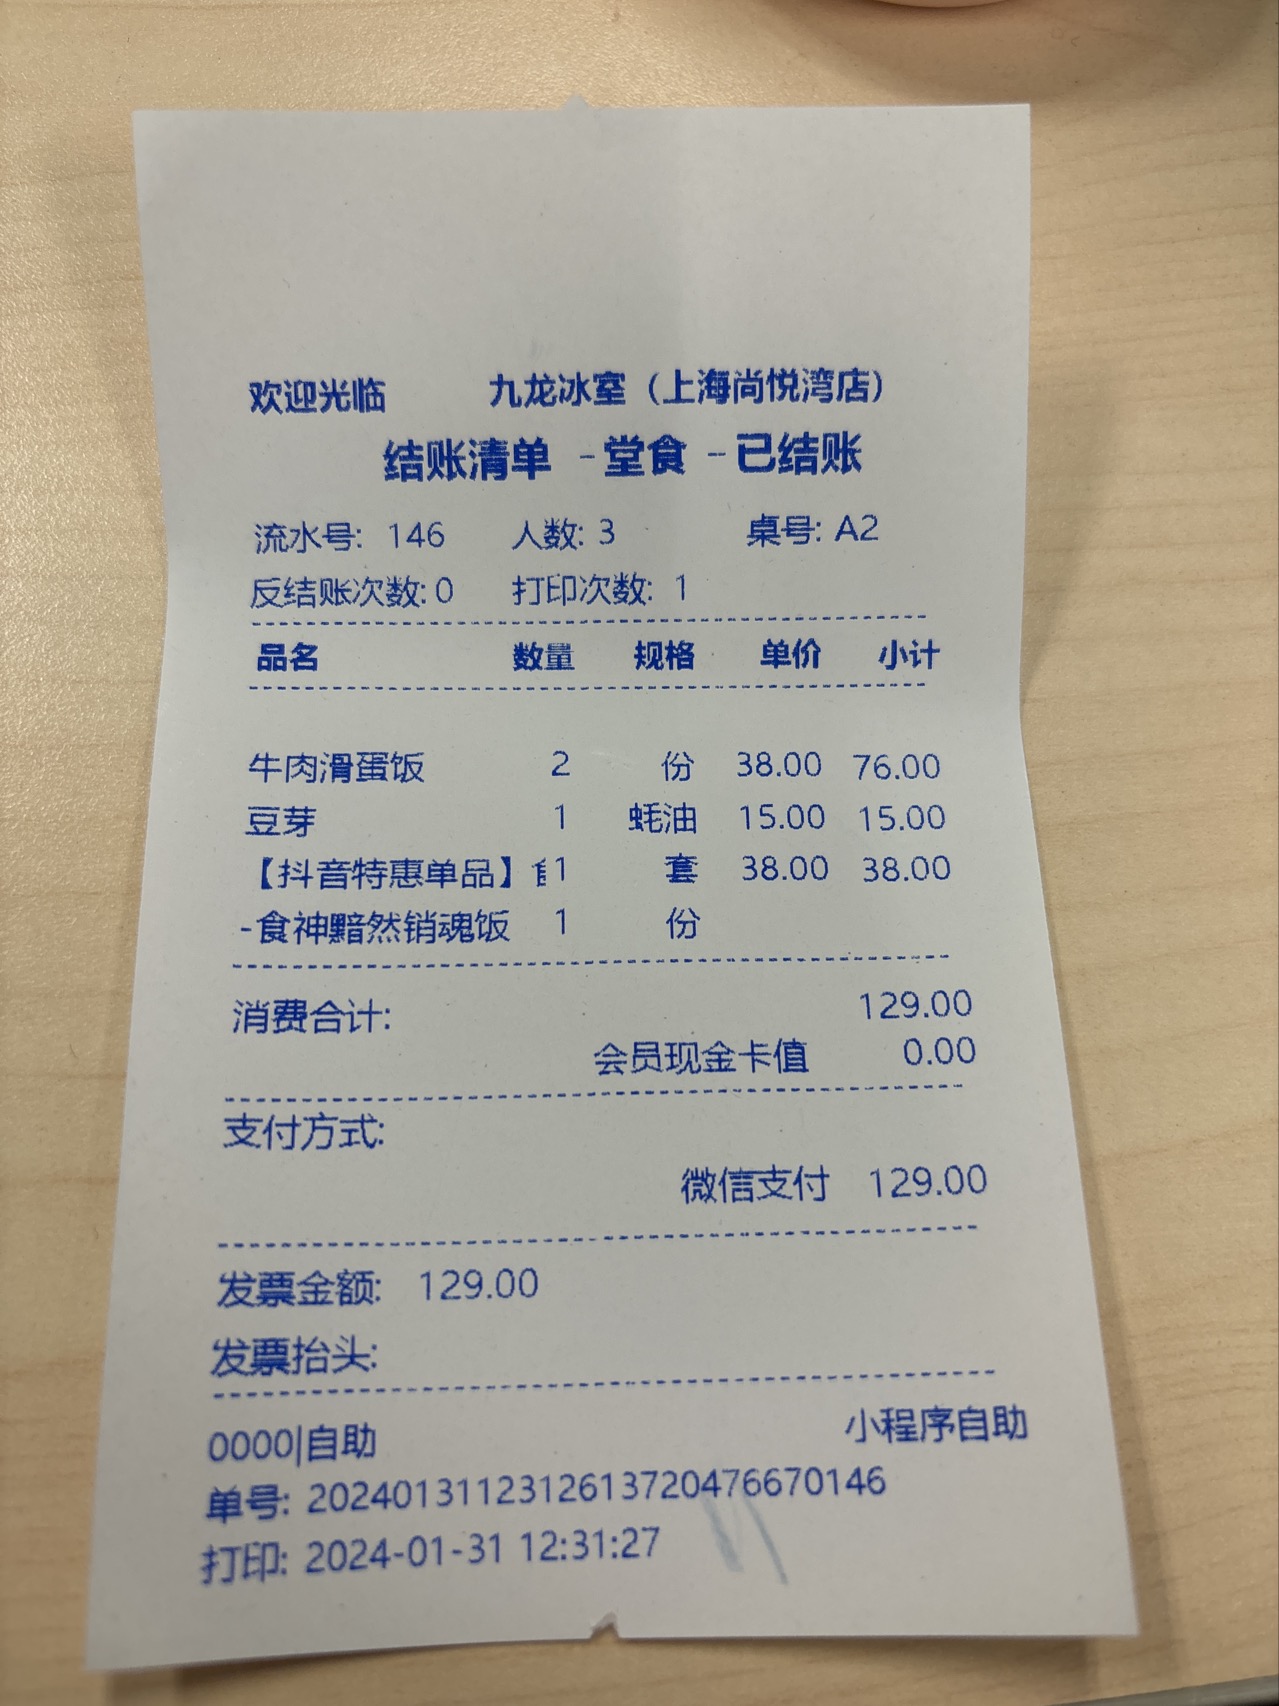 欢迎光临 九龙冰室（上海尚悦湾店）
结账清单 -堂食 -已结账
流水号: 146 人数: 3 桌号: A2
反结账次数: 0 打印次数: 1
品名 数量 规格 单价 小计
牛肉滑蛋饭 2 份 38.00 76.00
豆芽 1 蚝油 15.00 15.00
【抖音特惠单品】 1 套 38.00 38.00
-食神黯然销魂饭 1 份
消费合计: 129.00
会员现金卡值 0.00
支付方式:
微信支付 129.00
发票金额: 129.00
发票抬头:
0000|自助 小程序自助
单号: 20240131123126137204766701​46
打印: 2024-01-31 12:31:27